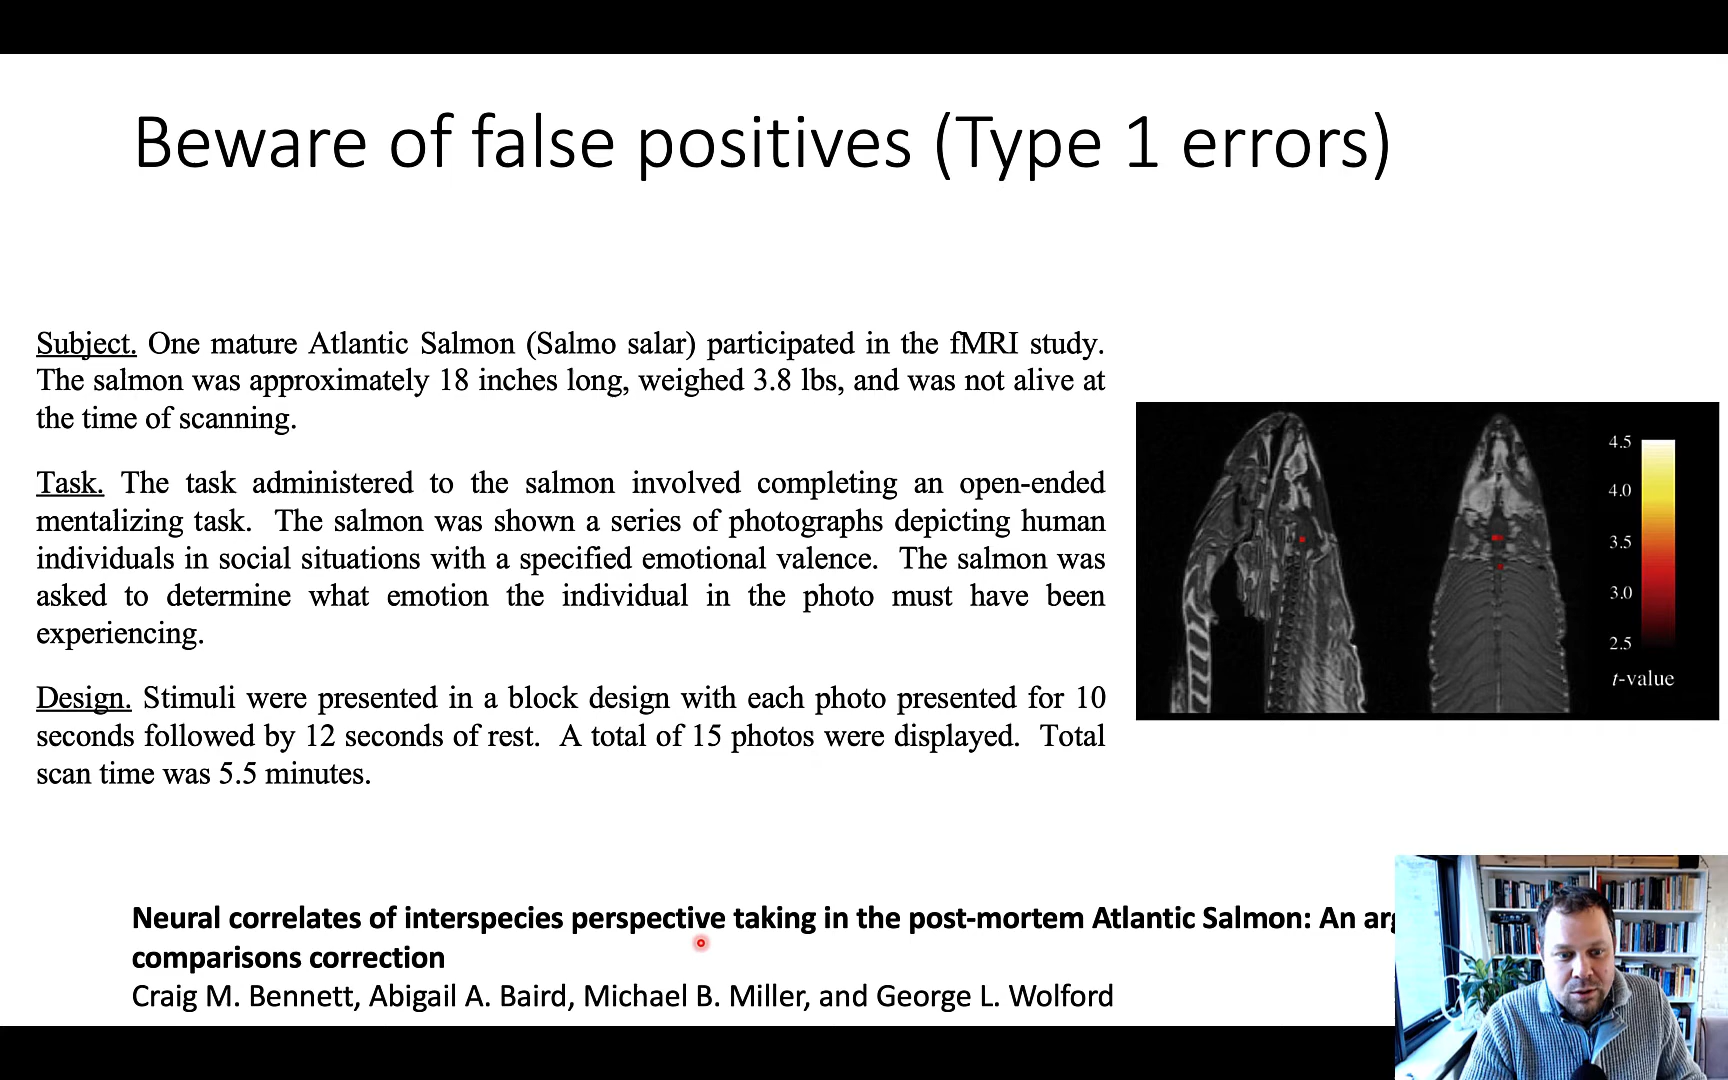 Beware of false positives (Type 1 errors)
Subject. One mature Atlantic Salmon (Salmo salar) participated in the fMRI study.
The salmon was approximately 18 inches long, weighed 3.8 lbs, and was not alive at
the time of scanning.
Task. The task administered to the salmon involved completing an open-ended
mentalizing task. The salmon was shown a series of photographs depicting human
individuals in social situations with a specified emotional valence. The salmon was
asked to determine what emotion the individual in the photo must have been
experiencing.
Design. Stimuli were presented in a block design with each photo presented for 10
seconds followed by 12 seconds of rest. A total of 15 photos were displayed. Total
scan time was 5.5 minutes.
4.5
4.0
3.5
3.0
2.5
t-value
Neural correlates of interspecies perspective taking in the post-mortem Atlantic Salmon: An
comparisons correction
Craig M. Bennett, Abigail A. Baird, Michael B. Miller, and George L. Wolford